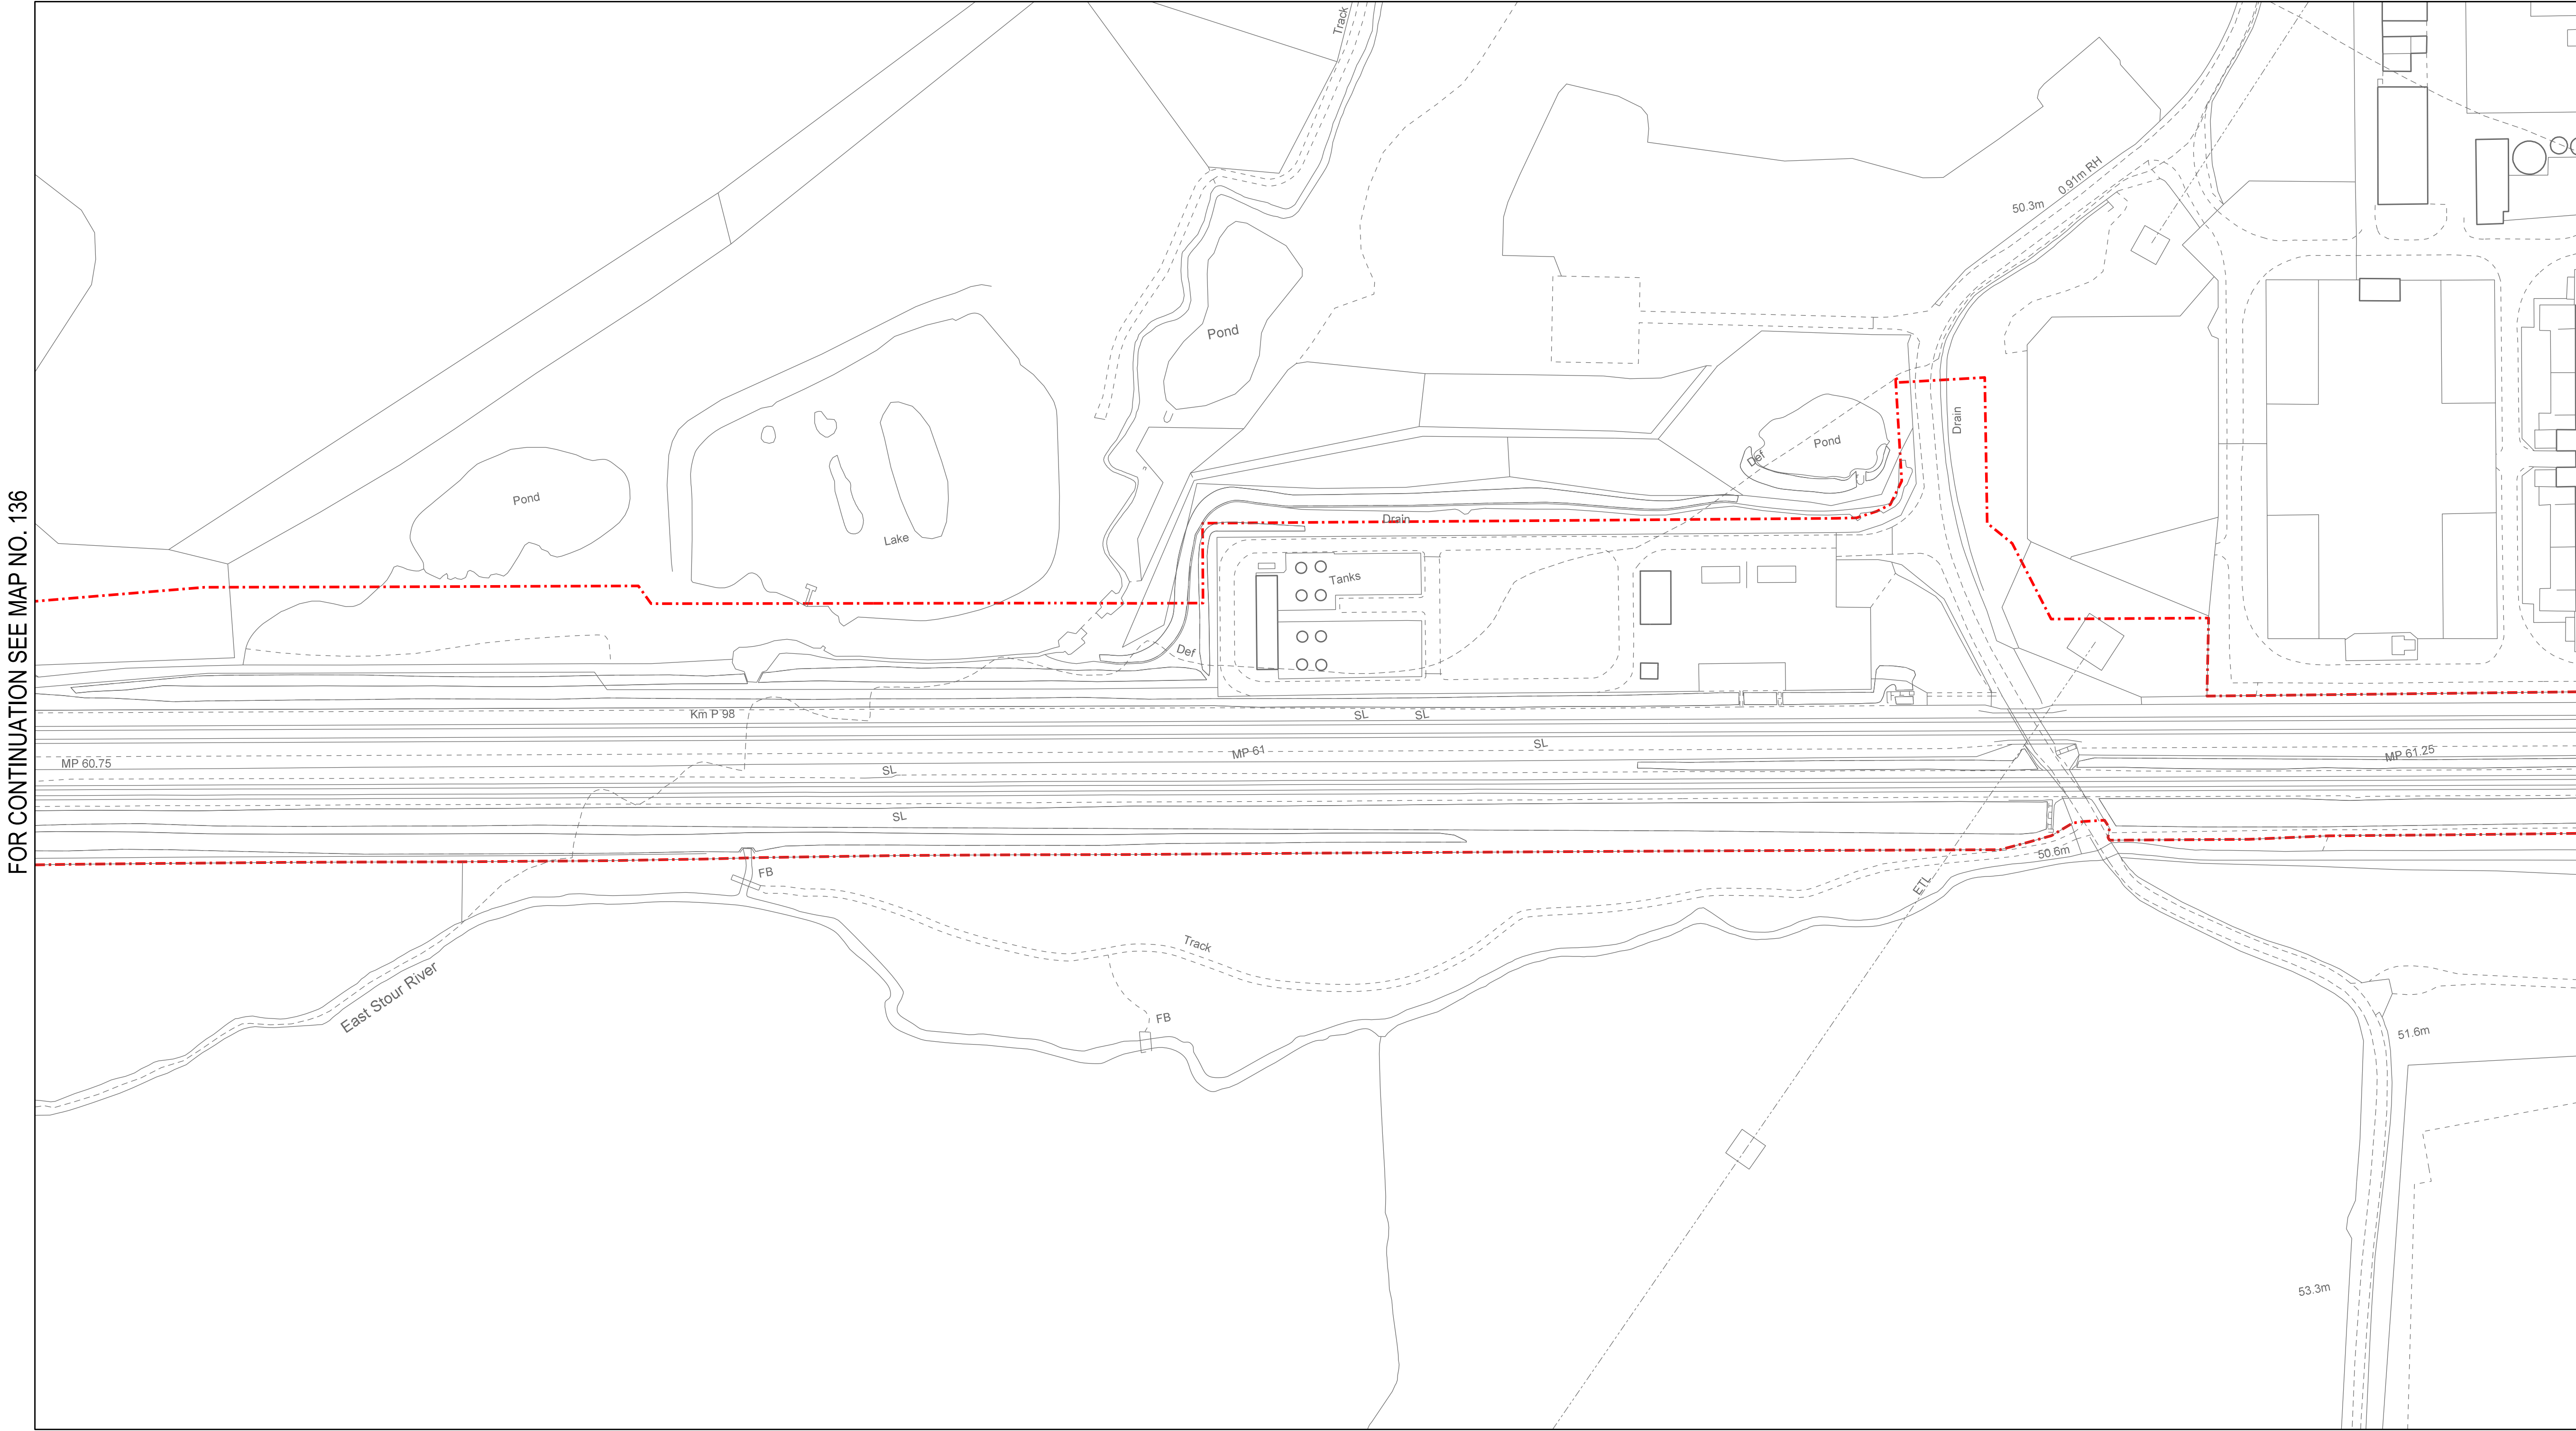 FOR CONTINUATION SEE MAP NO. 136
Track
0.91m RH
50.3m
Pond
Drain
Pond
Def
Pond
Drain
Lake
Tanks
Def
Km P 98
SL
SL
SL
MP 61
MP 61.25
MP 60.75
SL
SL
50.6m
FB
ETL
Track
East Stour River
FB
51.6m
53.3m